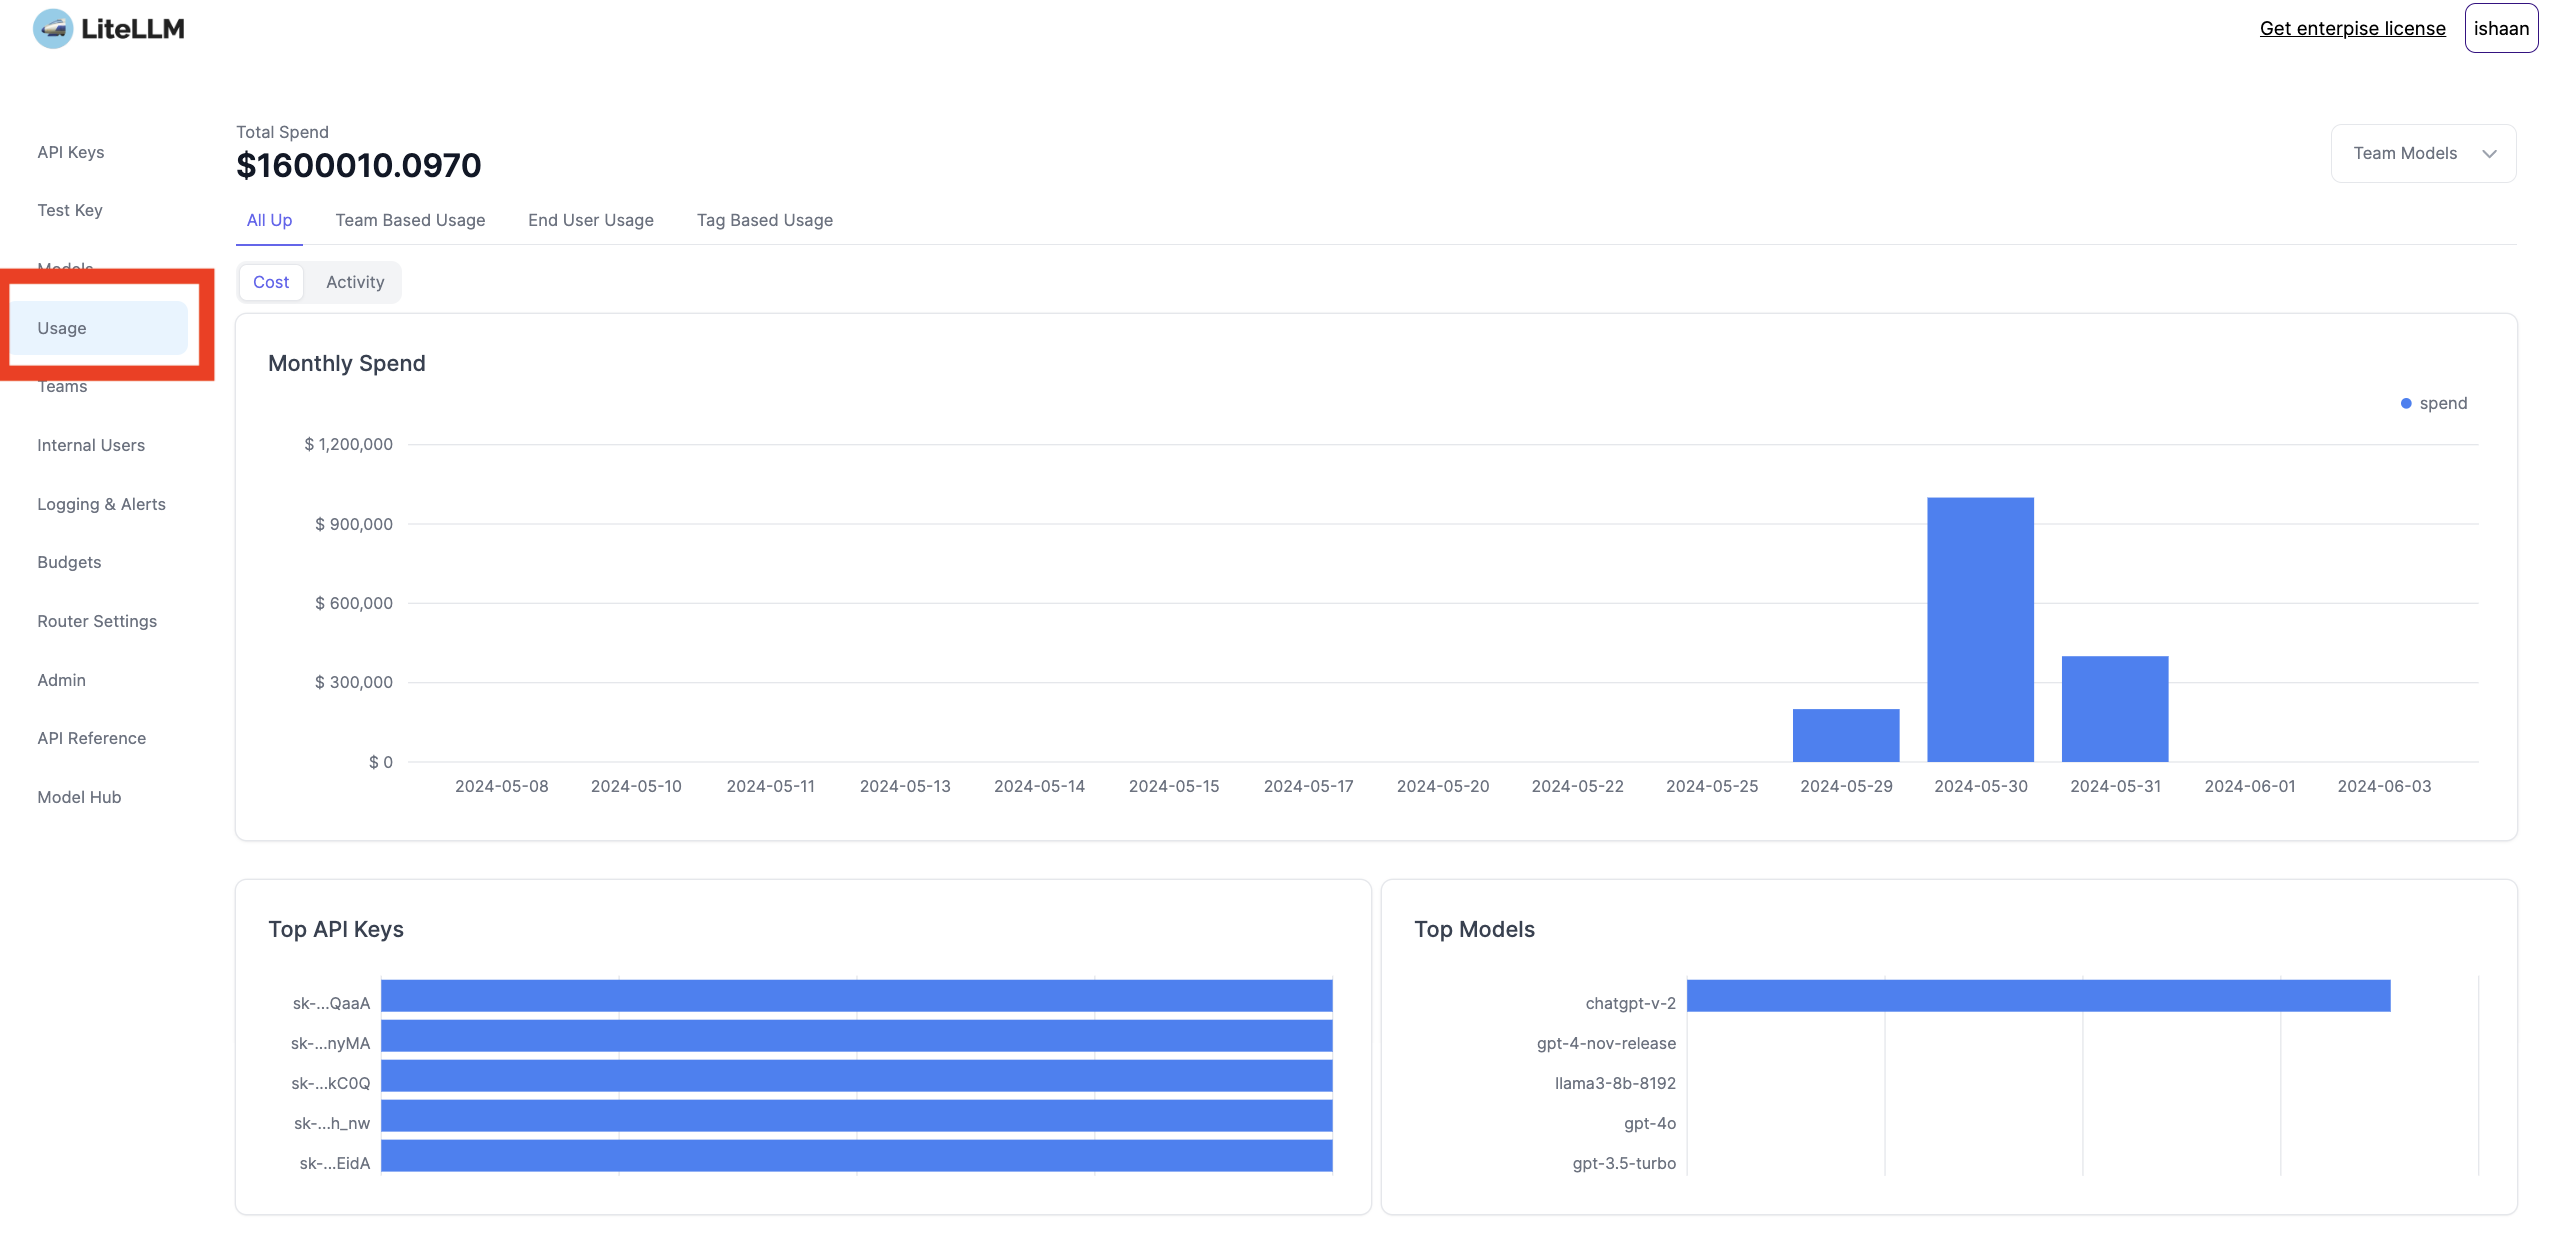 LiteLLM
Get enterpise license
ishaan
API Keys
Test Key
Models
Usage
Teams
Internal Users
Logging & Alerts
Budgets
Router Settings
Admin
API Reference
Model Hub
Total Spend
$1600010.0970
Team Models
All Up Team Based Usage End User Usage Tag Based Usage
Cost Activity
Monthly Spend
spend
$ 1,200,000
$ 900,000
$ 600,000
$ 300,000
$ 0
2024-05-08 2024-05-10 2024-05-11 2024-05-13 2024-05-14 2024-05-15 2024-05-17 2024-05-20 2024-05-22 2024-05-25 2024-05-29 2024-05-30 2024-05-31 2024-06-01 2024-06-03
Top API Keys
sk-...QaaA
sk-...nyMA
sk-...kC0Q
sk-...h_nw
sk-...EidA
Top Models
chatgpt-v-2
gpt-4-nov-release
llama3-8b-8192
gpt-4o
gpt-3.5-turbo